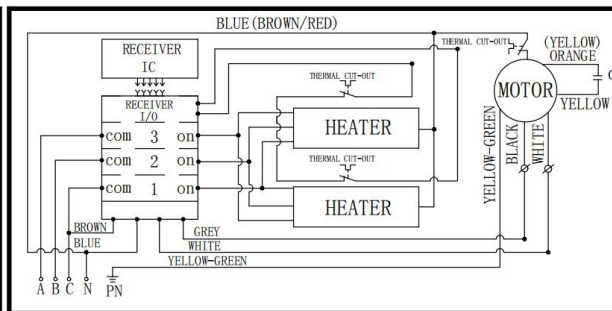 BLUE(BROWN/RED)
RECEIVER
IC
THERMAL CUT-OUT
(YELLOW)
ORANGE
THERMAL CUT-OUT
MOTOR
C
RECEIVER
I/O
YELLOW
com 3 on
HEATER
YELLOW-GREEN
BLACK
WHITE
com 2 on
THERMAL CUT-OUT
com 1 on
HEATER
BROWN
GREY
BLUE
WHITE
YELLOW-GREEN
A B C N PN